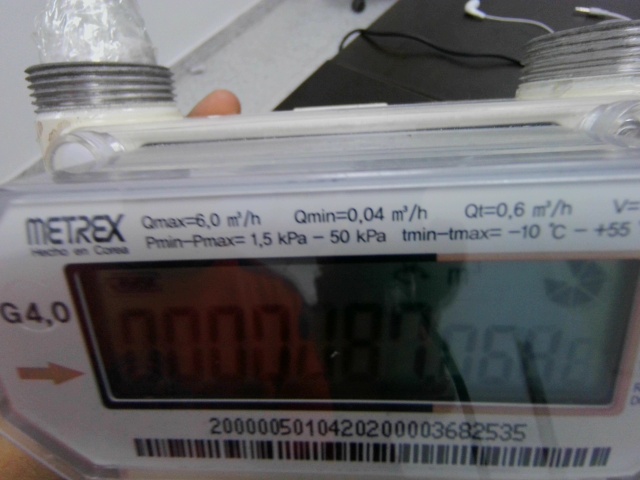 METREX
Hecho en Corea
Qmax=6,0 m³/h Qmin=0,04 m³/h Qt=0,6 m³/h V=
Pmin-Pmax= 1,5 kPa - 50 kPa tmin-tmax= -10 °C - +55
G4,0
2000005010420200003682535